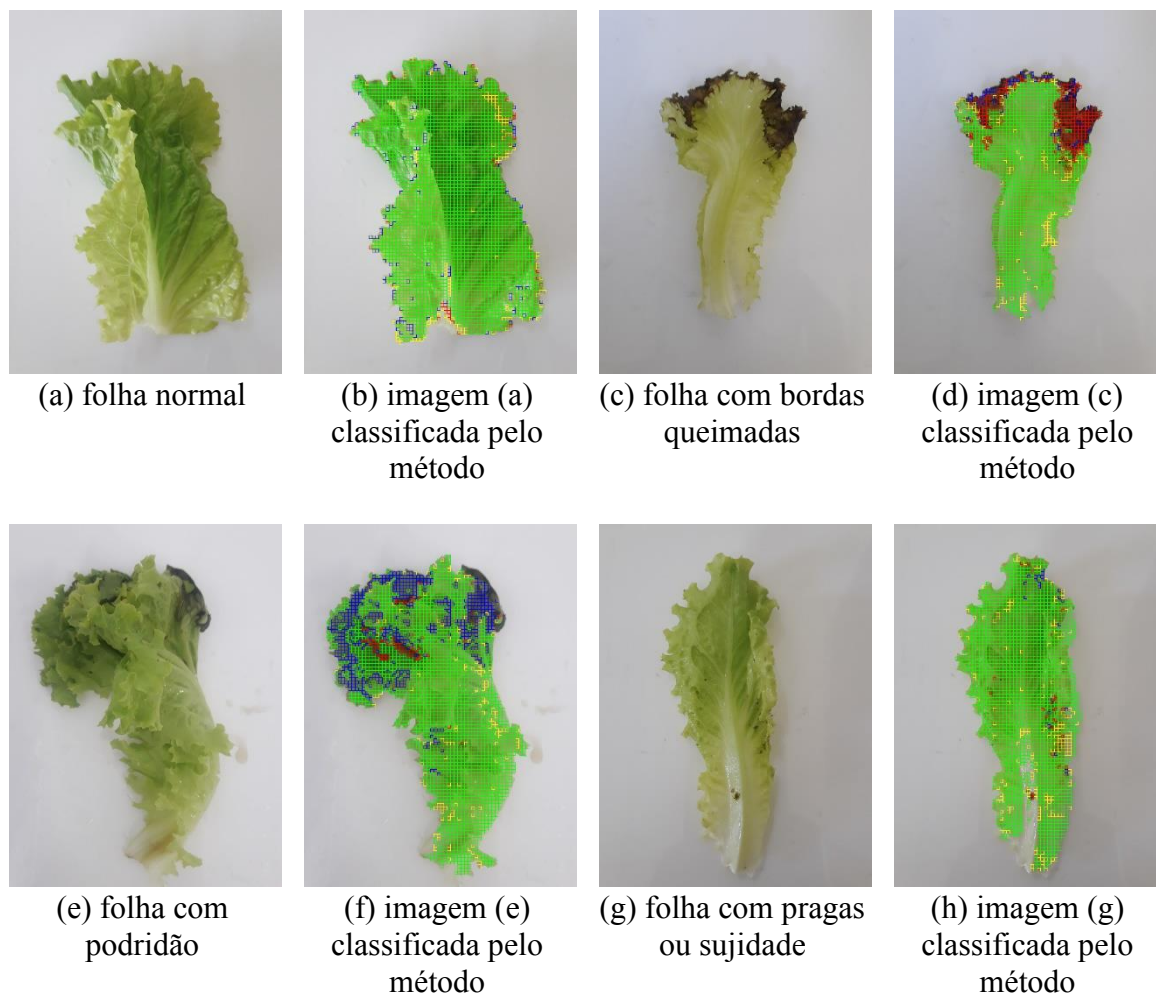 (a) folha normal
(b) imagem (a)
classificada pelo
método
(c) folha com bordas
queimadas
(d) imagem (c)
classificada pelo
método
(e) folha com
podridão
(f) imagem (e)
classificada pelo
método
(g) folha com pragas
ou sujidade
(h) imagem (g)
classificada pelo
método